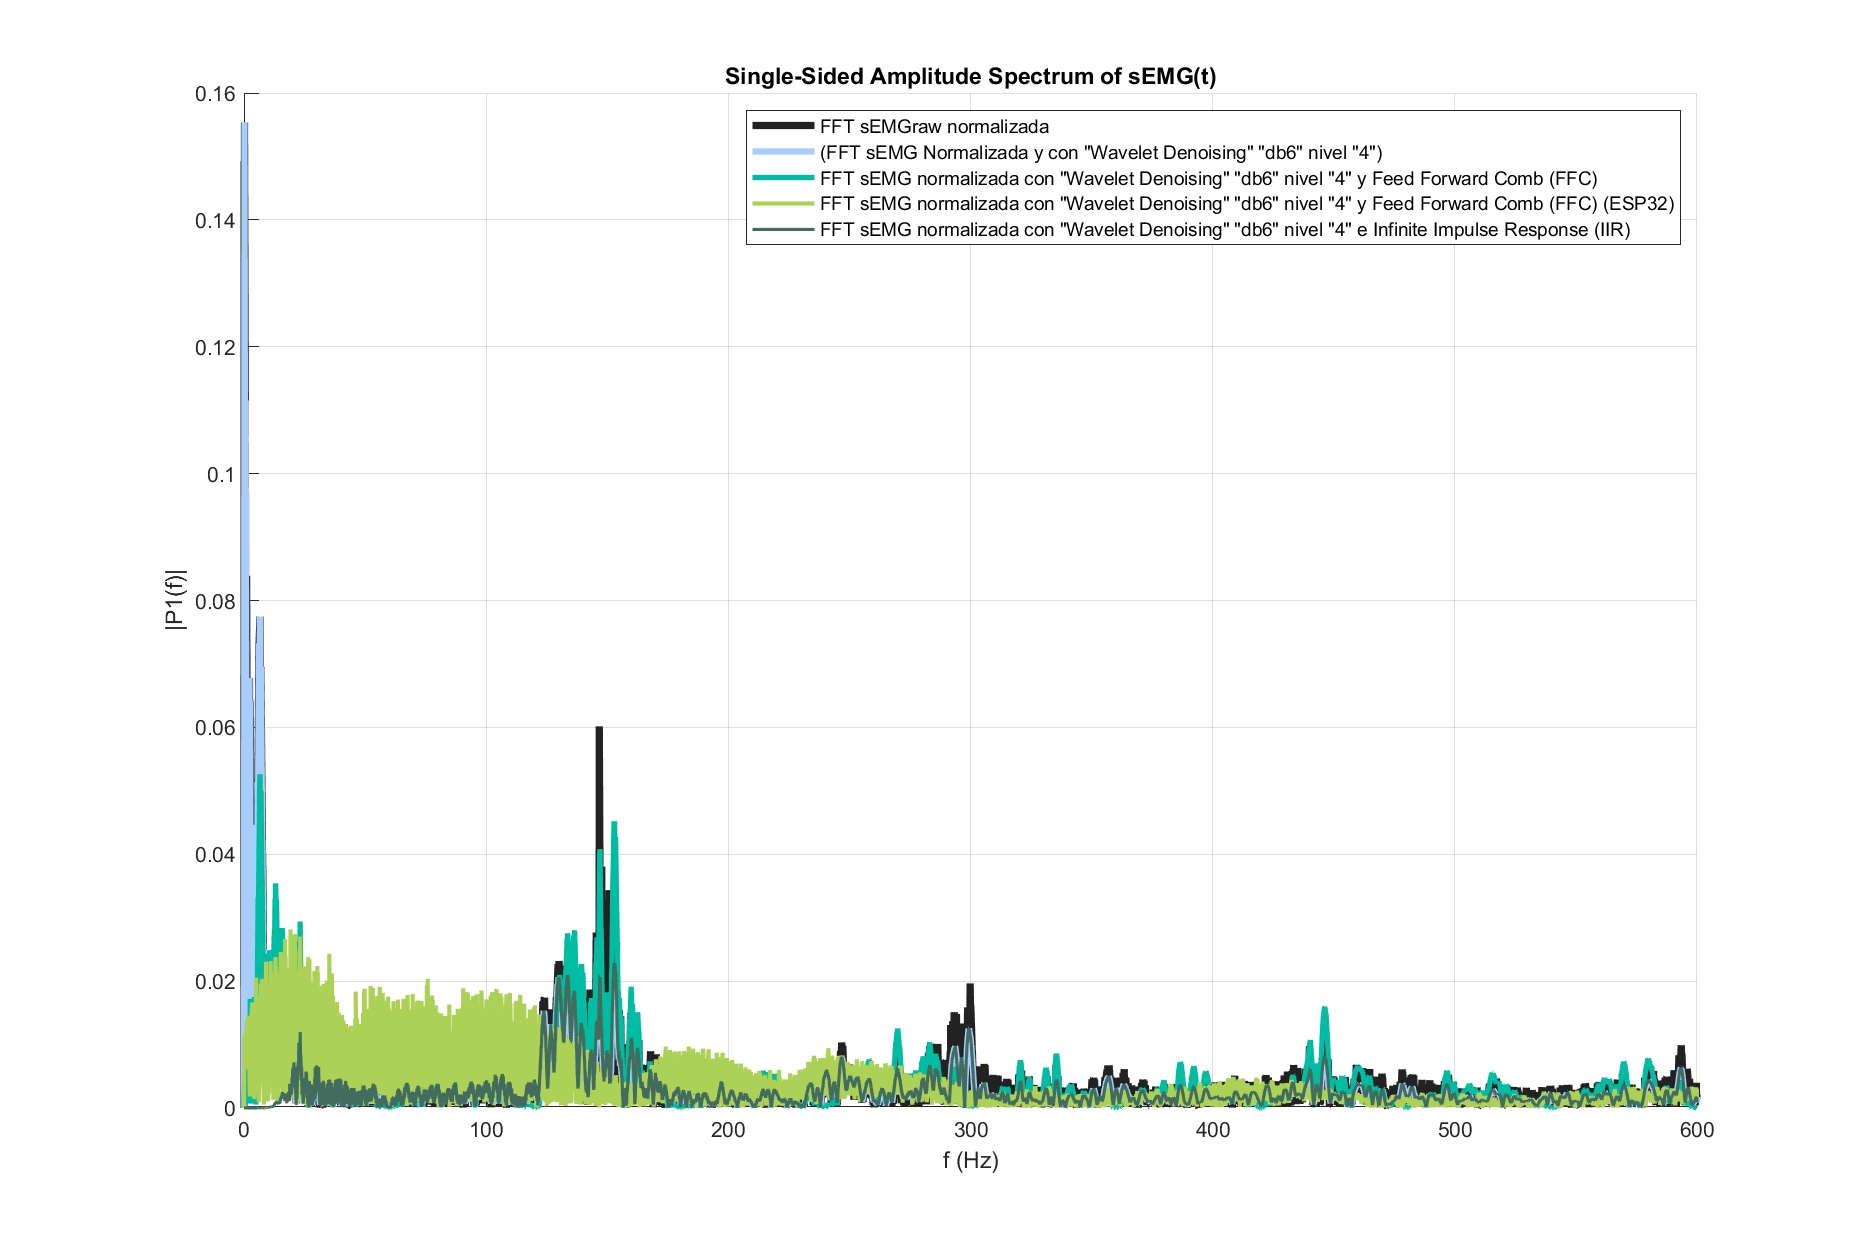 Single-Sided Amplitude Spectrum of sEMG(t)
FFT sEMGraw normalizada
(FFT sEMG Normalizada y con "Wavelet Denoising" "db6" nivel "4")
FFT sEMG normalizada con "Wavelet Denoising" "db6" nivel "4" y Feed Forward Comb (FFC)
FFT sEMG normalizada con "Wavelet Denoising" "db6" nivel "4" y Feed Forward Comb (FFC) (ESP32)
FFT sEMG normalizada con "Wavelet Denoising" "db6" nivel "4" e Infinite Impulse Response (IIR)
|P1(f)|
0.16
0.14
0.12
0.1
0.08
0.06
0.04
0.02
0
0 100 200 300 400 500 600
f (Hz)